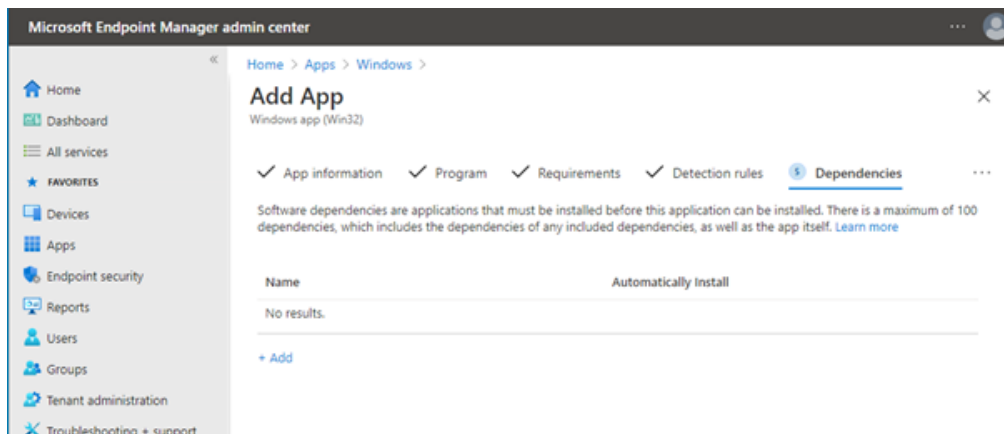 Microsoft Endpoint Manager admin center
Home
Dashboard
All services
FAVORITES
Devices
Apps
Endpoint security
Reports
Users
Groups
Tenant administration
Troubleshooting + support
Home > Apps > Windows >
Add App
Windows app (Win32)
App information Program Requirements Detection rules 5 Dependencies
Software dependencies are applications that must be installed before this application can be installed. There is a maximum of 100
dependencies, which includes the dependencies of any included dependencies, as well as the app itself. Learn more
Name Automatically Install
No results.
+ Add